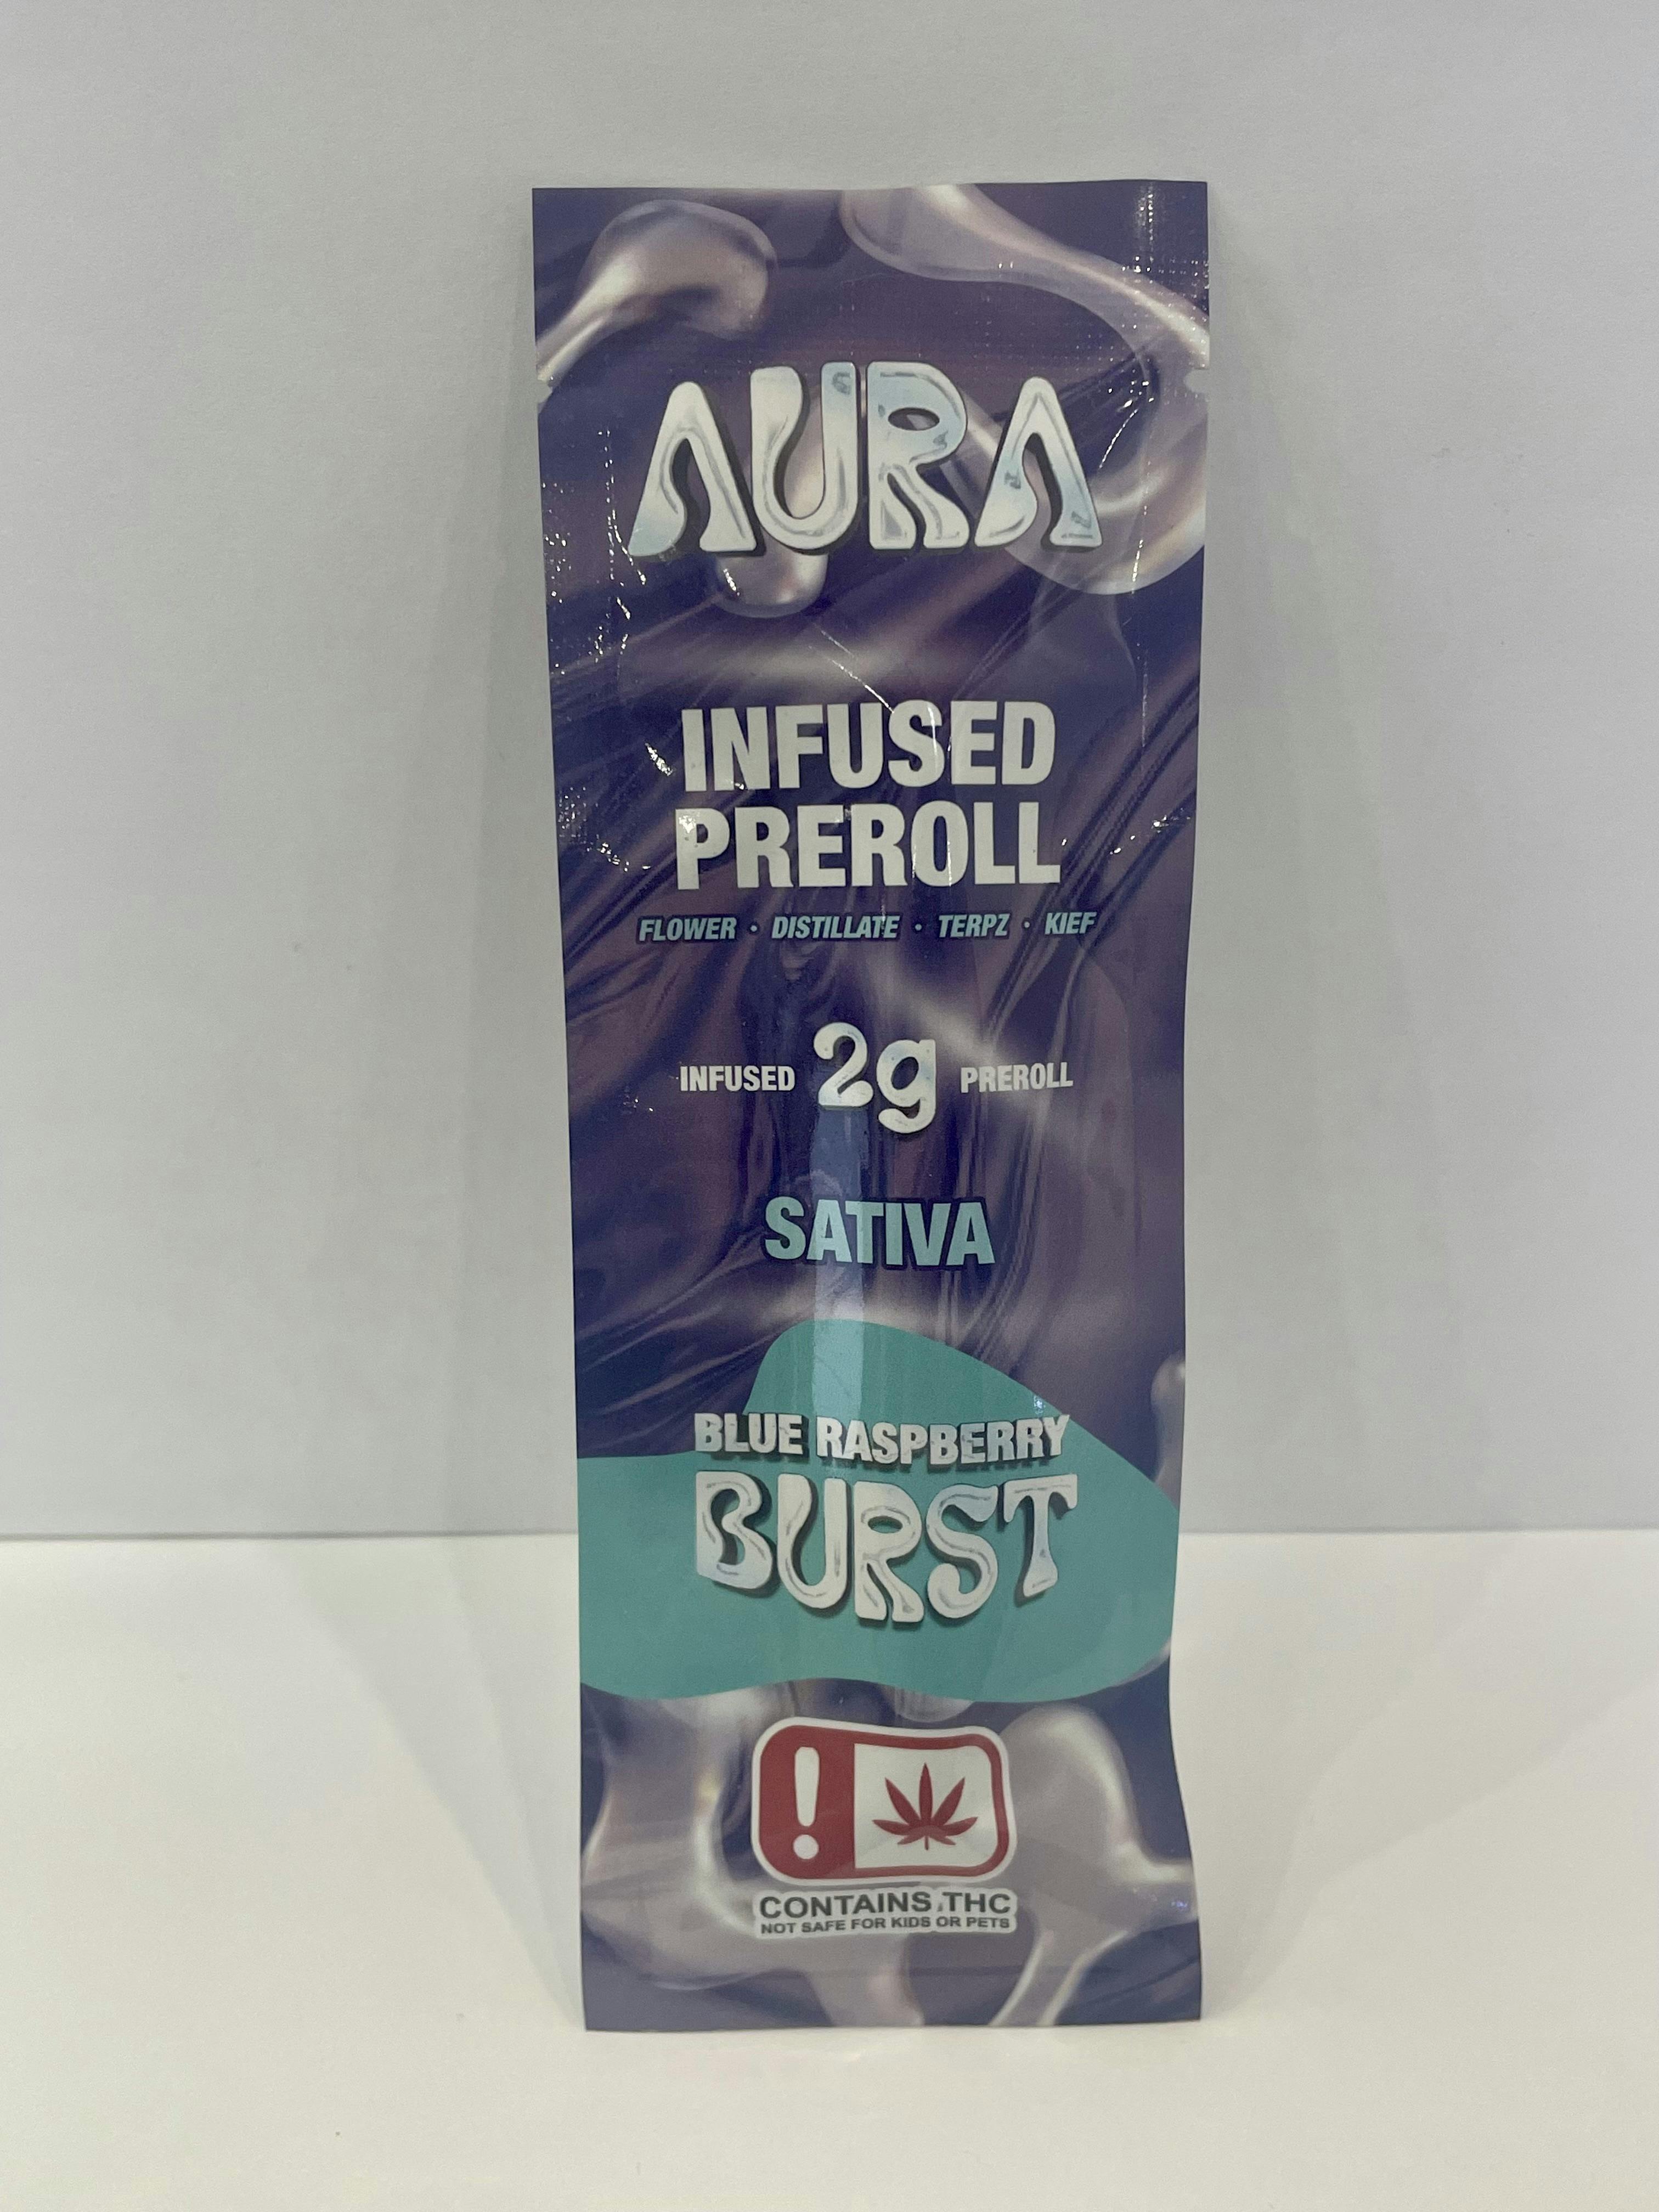 AURA
INFUSED
PREROLL
FLOWER • DISTILLATE • TERPZ • KIEF
INFUSED 2g PREROLL
SATIVA
BLUE RASPBERRY
BURST
!
CONTAINS THC
NOT SAFE FOR KIDS OR PETS